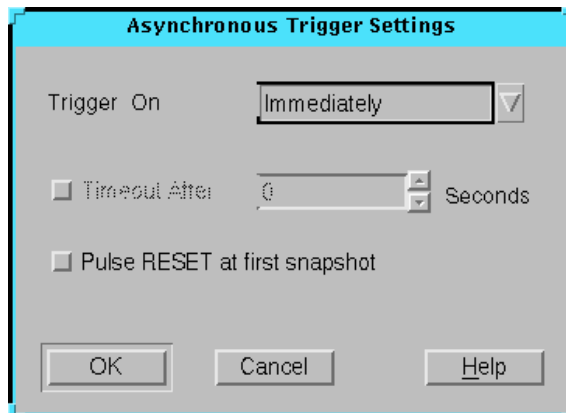 Asynchronous Trigger Settings
Trigger On Immediately
Timeout After 0 Seconds
Pulse RESET at first snapshot
OK Cancel Help